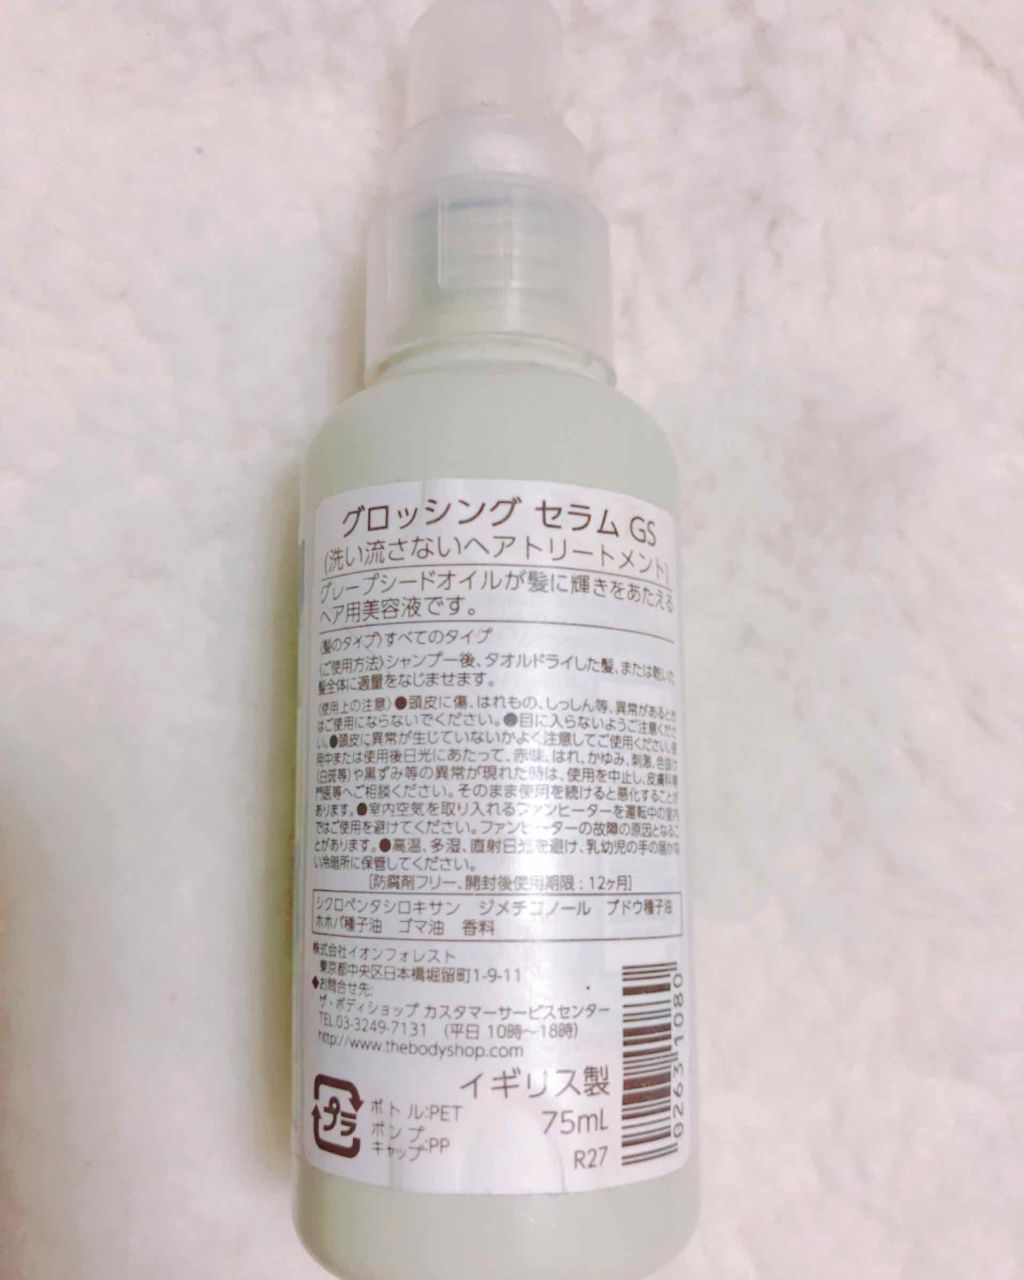 グロッシング セラム GS
(洗い流さないヘアトリートメント)
グレープシードオイルが髪に輝きをあたえる
ヘア用美容液です。
〈髪のタイプ〉すべてのタイプ
〈ご使用方法〉シャンプー後、タオルドライした髪、または乾いた
髪全体に適量をなじませます。
〈使用上の注意〉●頭皮に傷、はれもの、しっしん等、異常があるときは
はご使用にならないでください。●目に入らないようご注意くださ
い。●頭皮に異常が生じていないかよく注意してご使用ください。使
用中または使用後日光にあたって、赤味、はれ、かゆみ、刺激、色抜け
(白斑等)や黒ずみ等の異常が現れた時は、使用を中止し、皮膚科専
門医等へご相談ください。そのまま使用を続けると悪化することが
あります。●室内空気を取り入れるファンヒーターを運転中の室内
ではご使用を避けてください。ファンヒーターの故障の原因となるこ
とがあります。●高温、多湿、直射日光を避け、乳幼児の手の届かな
い冷暗所に保管してください。
[防腐剤フリー、開封後使用期限：12ヶ月]
シクロペンタシロキサン ジメチコノール ブドウ種子油
ホホバ種子油 ゴマ油 香料
株式会社イオンフォレスト
東京都中央区日本橋堀留町1-9-11
◆お問合せ先:
ザ・ボディショップ カスタマーサービスセンター
TEL.03-3249-7131 (平日 10時～18時)
http://www.thebodyshop.com
イギリス製
プラ
ボトル:PET
ポンプ
キャップ:PP
75mL
R27
02631080